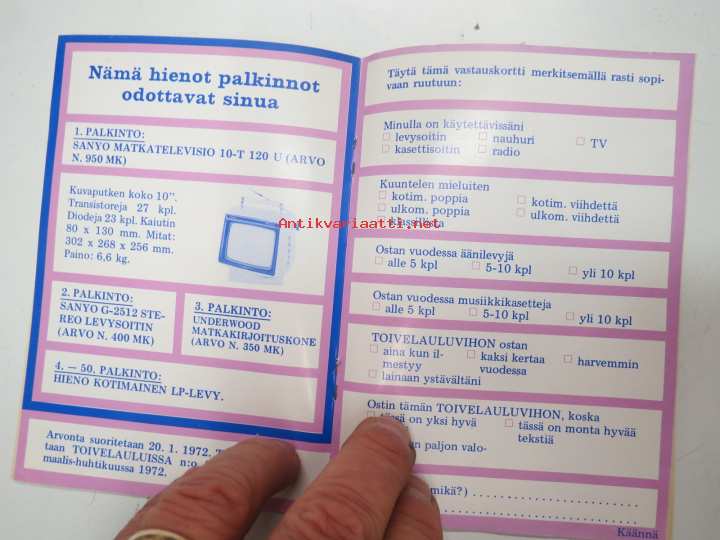 Nämä hienot palkinnot
odottavat sinua
1. PALKINTO:
SANYO MATKATELEVISIO 10-T 120 U (ARVO
N. 950 MK)
Kuvaputken koko 10".
Transistoreja 27 kpl.
Diodeja 23 kpl. Kaiutin
80 x 130 mm. Mitat:
302 x 268 x 256 mm.
Paino: 6,6 kg.
2. PALKINTO:
SANYO G-2512 STE-
REO LEVYSOITIN
(ARVO N. 400 MK)
3. PALKINTO:
UNDERWOOD
MATKAKIRJOITUSKONE
(ARVO N. 350 MK)
4. — 50. PALKINTO:
HIENO KOTIMAINEN LP-LEVY.
Arvonta suoritetaan 20. 1. 1972.
taan TOIVELAULUISSA n:o
maalis-huhtikuussa 1972.
Täytä tämä vastauskortti merkitsemällä rasti sopi-
vaan ruutuun:
Minulla on käytettävissäni
levysoitin nauhuri TV
kasettisoitin radio
Kuuntelen mieluiten
kotim. poppia kotim. viihdettä
ulkom. poppia ulkom. viihdettä
Antikvariaatti.net
Ostan vuodessa äänilevyjä
alle 5 kpl 5-10 kpl yli 10 kpl
Ostan vuodessa musiikkikasetteja
alle 5 kpl 5-10 kpl yli 10 kpl
TOIVELAULUVIHON ostan
aina kun il- kaksi kertaa harvemmin
mestyy vuodessa
lainaan ystävältäni
Ostin tämän TOIVELAULUVIHON, koska
tässä on yksi hyvä tässä on monta hyvää
tekstiä
paljon valo-
mikä?)
Käännä